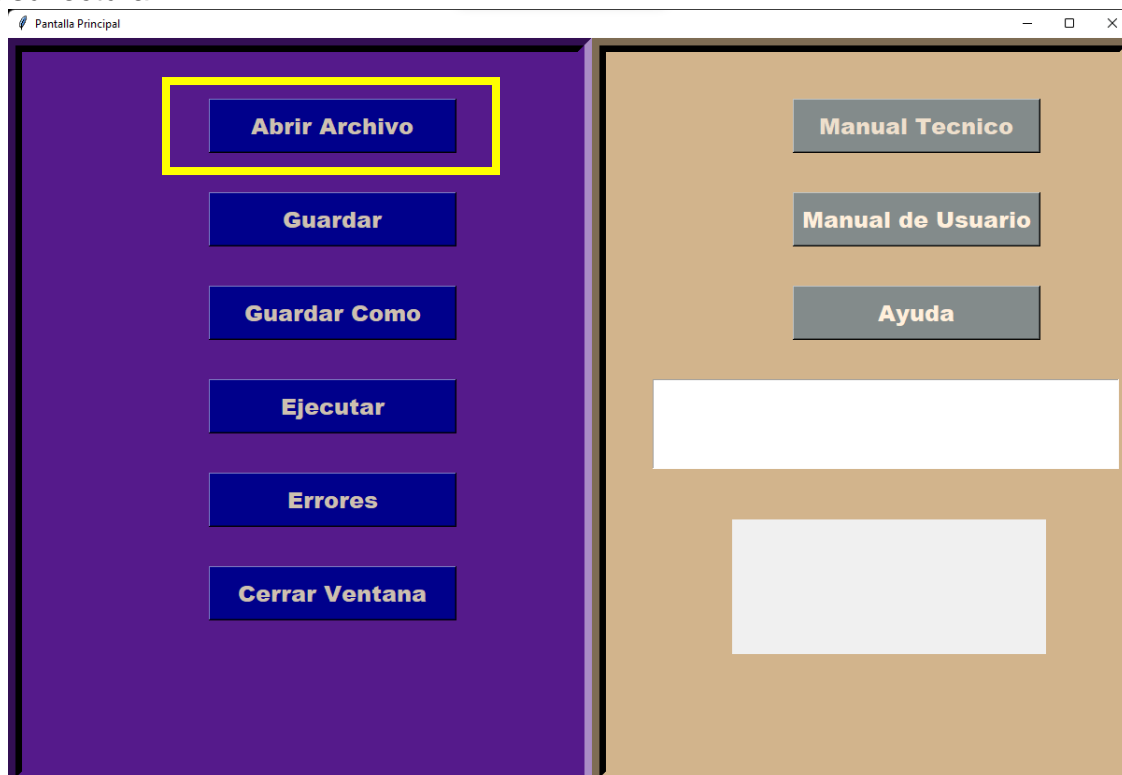 Pantalla Principal
Abrir Archivo
Guardar
Guardar Como
Ejecutar
Errores
Cerrar Ventana
Manual Tecnico
Manual de Usuario
Ayuda